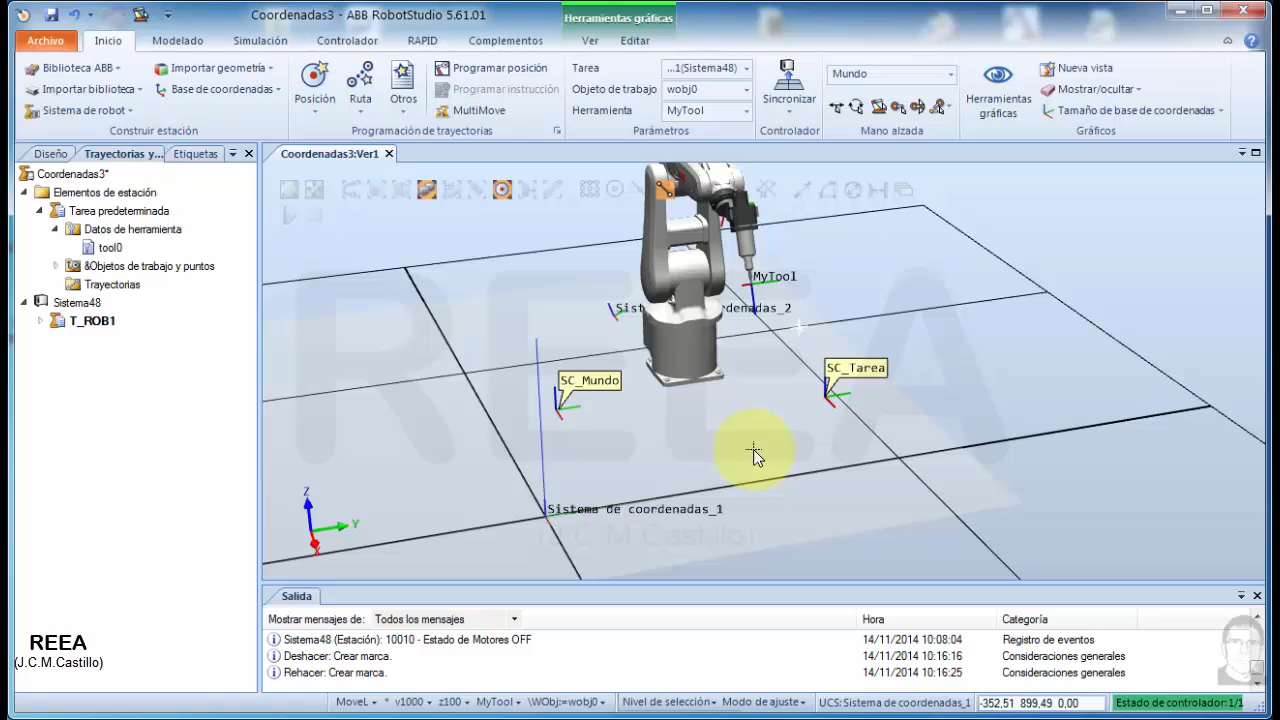 Coordenadas3 - ABB RobotStudio 5.61.01
Herramientas gráficas
Archivo Inicio Modelado Simulación Controlador RAPID Complementos Ver Editar
Biblioteca ABB
Importar biblioteca
Sistema de robot
Importar geometría
Base de coordenadas
Construir estación
Posición Ruta Otros
Programar posición
Programar instrucción
MultiMove
Programación de trayectorias
Tarea ...1(Sistema48)
Objeto de trabajo wobj0
Herramienta MyTool
Parámetros
Sincronizar
Controlador
Mundo
Mano alzada
Herramientas gráficas
Nueva vista
Mostrar/ocultar
Tamaño de base de coordenadas
Gráficos
Diseño Trayectorias y... Etiquetas
Coordenadas3:Ver1
Coordenadas3*
Elementos de estación
Tarea predeterminada
Datos de herramienta
tool0
&Objetos de trabajo y puntos
Trayectorias
Sistema48
T_ROB1
MyTool
Sist
rdenadas_2
SC_Tarea
SC_Mundo
REEA
Sistema de coordenadas_1
(J.C.M.Castillo)
Z
Y
X
REEA
(J.C.M.Castillo)
Salida
Mostrar mensajes de: Todos los mensajes Hora Categoría
Sistema48 (Estación): 10010 - Estado de Motores OFF 14/11/2014 10:08:04 Registro de eventos
Deshacer: Crear marca. 14/11/2014 10:16:16 Consideraciones generales
Rehacer: Crear marca. 14/11/2014 10:16:25 Consideraciones generales
MoveL * v1000 z100 MyTool \WObj:=wobj0 Nivel de selección Modo de ajuste UCS: Sistema de coordenadas_1 -352,51 899,49 0,00 Estado de controlador: 1/1